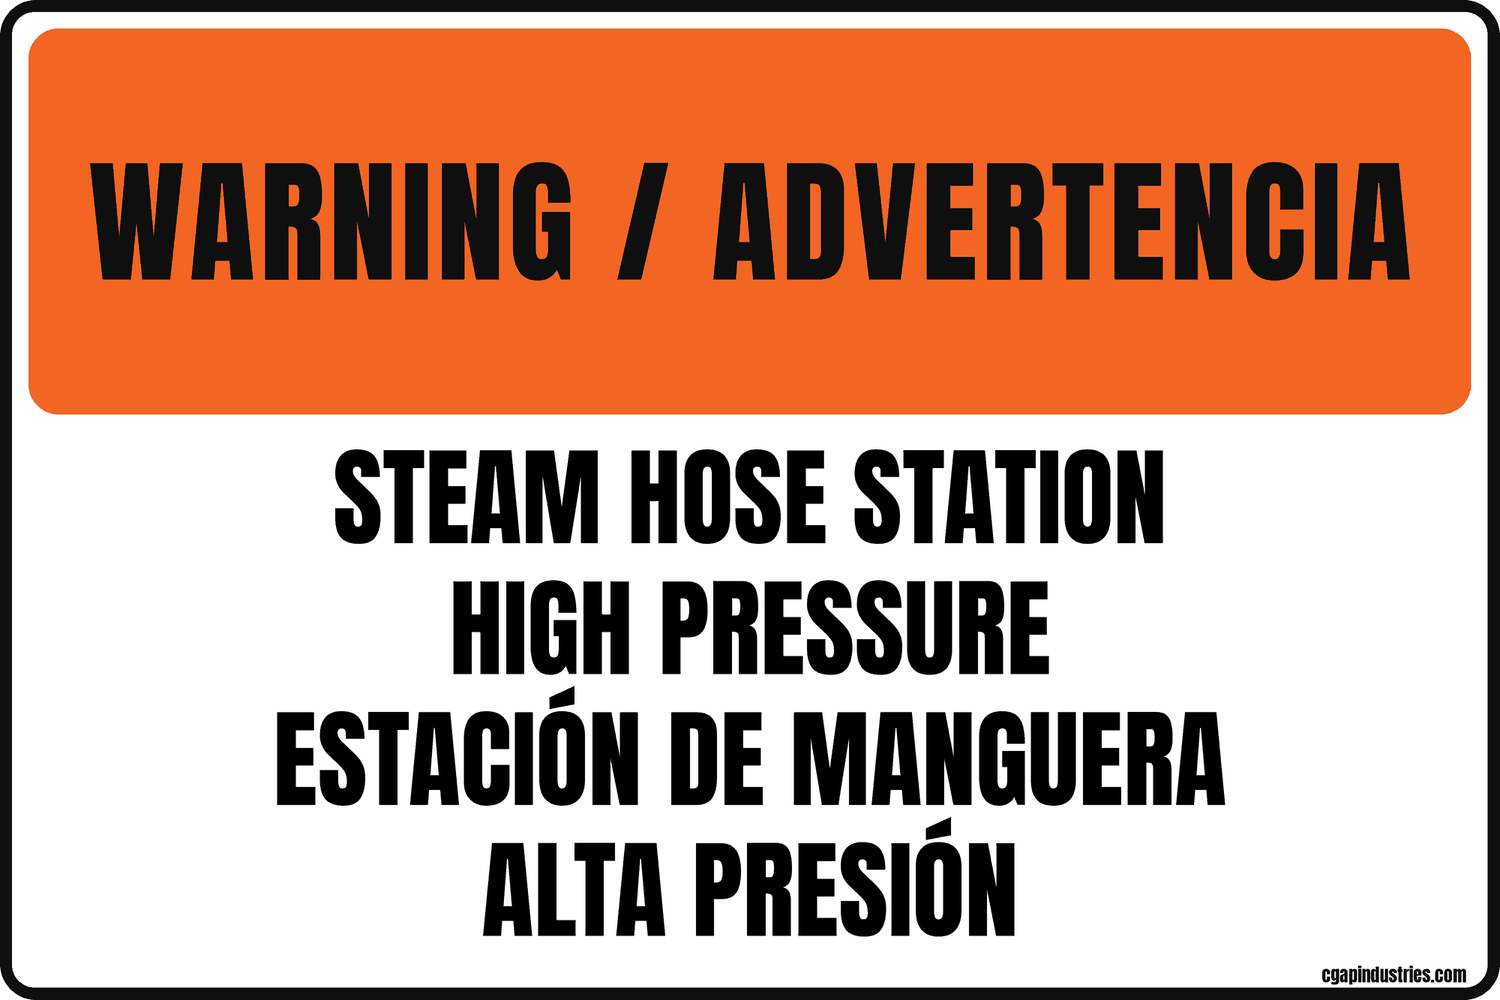 WARNING / ADVERTENCIA
STEAM HOSE STATION
HIGH PRESSURE
ESTACIÓN DE MANGUERA
ALTA PRESIÓN
cgapindustries.com